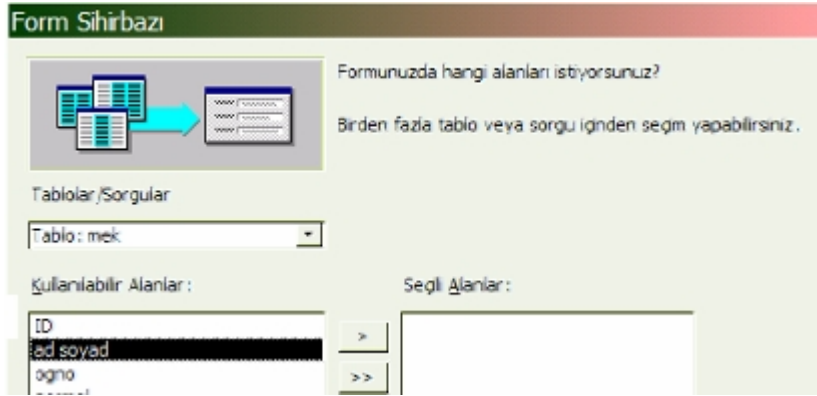 Form Sihirbazı
Formunuzda hangi alanları istiyorsunuz?
Birden fazla tablo veya sorgu içinden seçim yapabilirsiniz.
Tablolar/Sorgular
Tablo: mek
Kullanılabilir Alanlar:
Seçili Alanlar:
ID
ad soyad
ogno
normal
>
>>